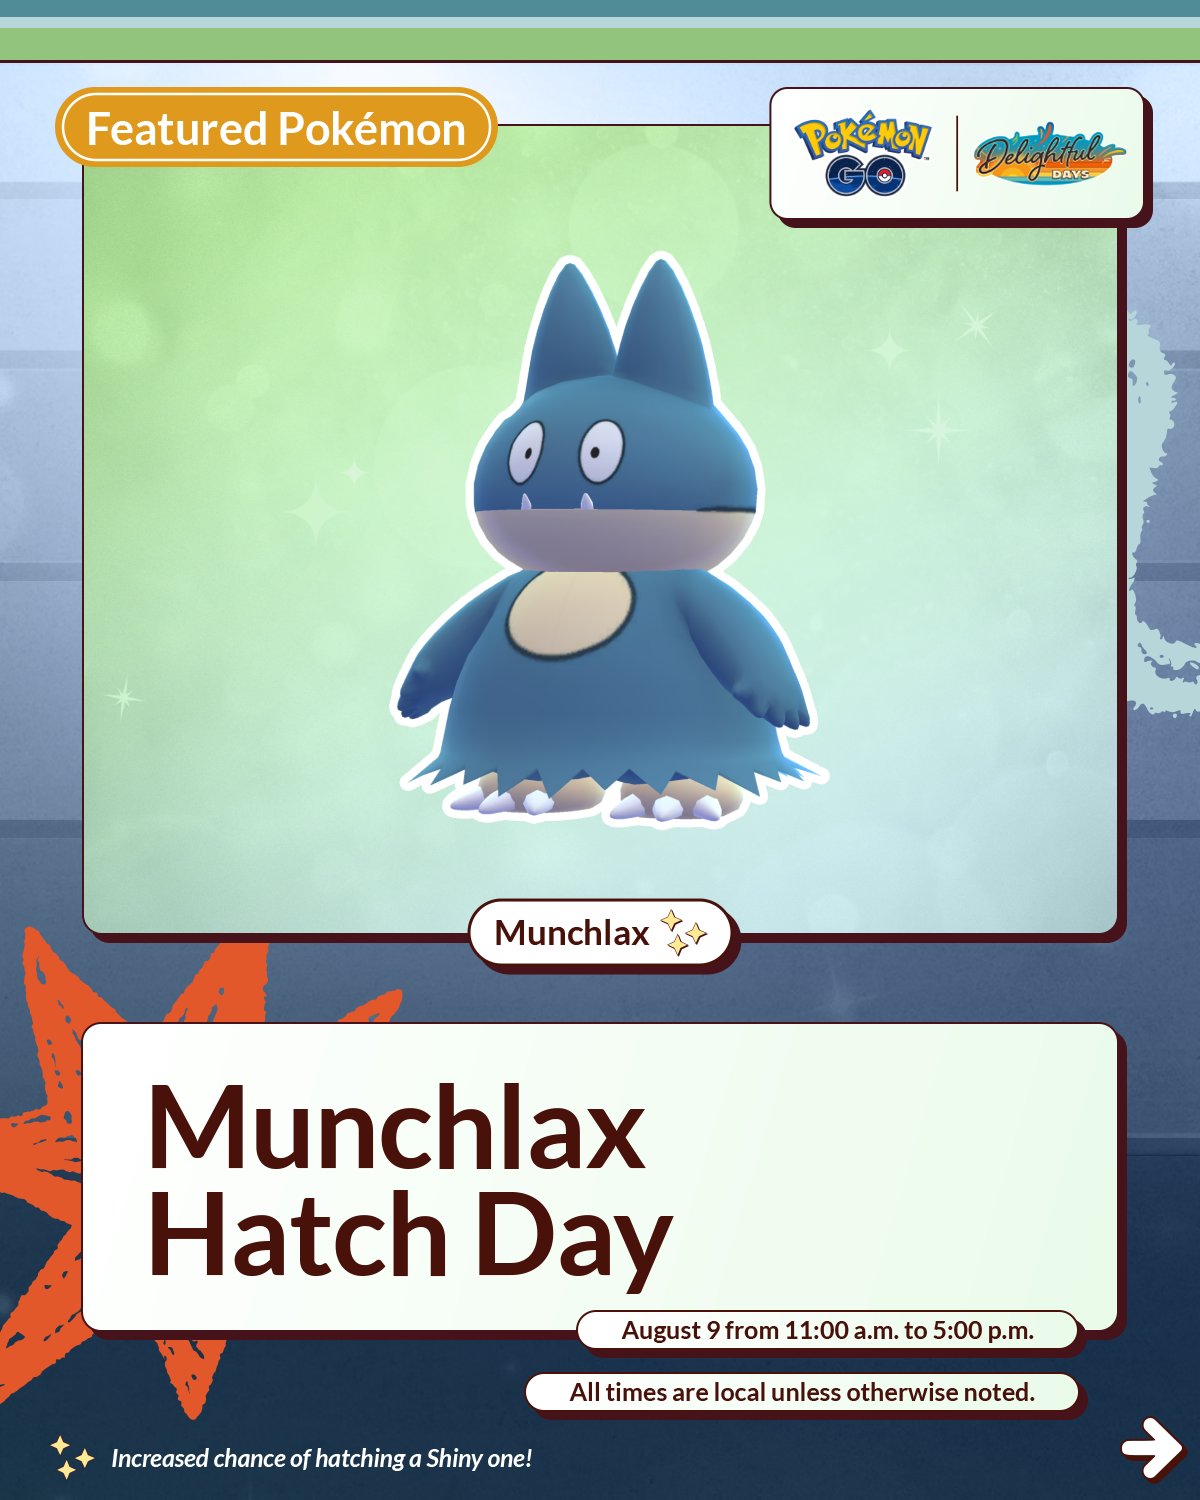 Featured Pokémon
POKéMON
GO
Delightful
DAYS
Munchlax
Munchlax
Hatch Day
August 9 from 11:00 a.m. to 5:00 p.m.
All times are local unless otherwise noted.
Increased chance of hatching a Shiny one!